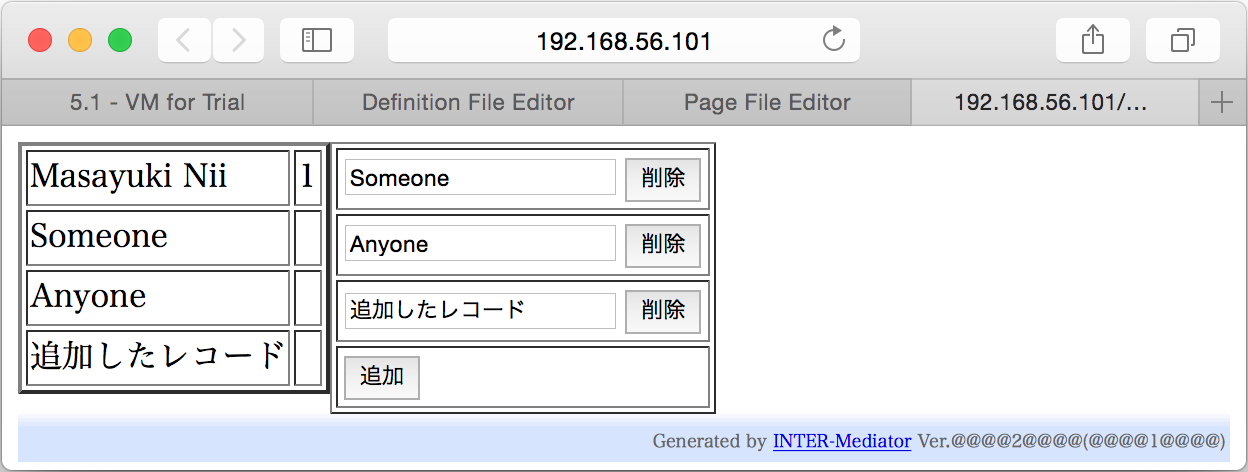 192.168.56.101
5.1 - VM for Trial
Definition File Editor
Page File Editor
192.168.56.101/...
Masayuki Nii 1
Someone
Anyone
追加したレコード
Someone 削除
Anyone 削除
追加したレコード 削除
追加
Generated by INTER-Mediator Ver.@@@@2@@@@(@@@@1@@@@)